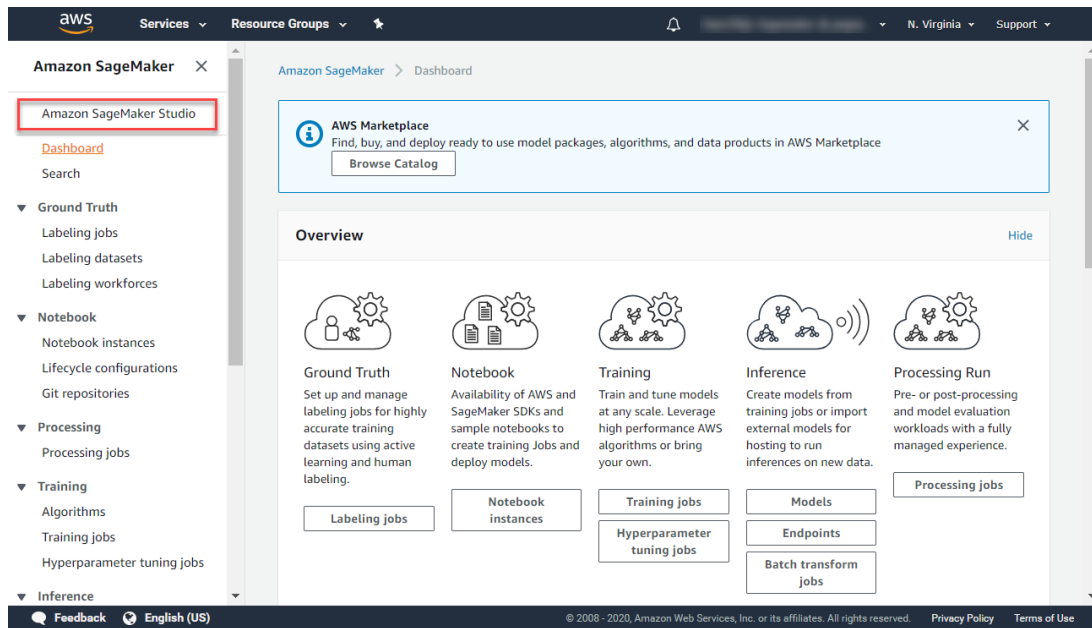 aws Services Resource Groups N. Virginia Support
Amazon SageMaker
Amazon SageMaker Studio
Dashboard
Search
Ground Truth
Labeling jobs
Labeling datasets
Labeling workforces
Notebook
Notebook instances
Lifecycle configurations
Git repositories
Processing
Processing jobs
Training
Algorithms
Training jobs
Hyperparameter tuning jobs
Inference
Amazon SageMaker > Dashboard
AWS Marketplace
Find, buy, and deploy ready to use model packages, algorithms, and data products in AWS Marketplace
Browse Catalog
Overview Hide
Ground Truth
Set up and manage
labeling jobs for highly
accurate training
datasets using active
learning and human
labeling.
Labeling jobs
Notebook
Availability of AWS and
SageMaker SDKs and
sample notebooks to
create training Jobs and
deploy models.
Notebook
instances
Training
Train and tune models
at any scale. Leverage
high performance AWS
algorithms or bring
your own.
Training jobs
Hyperparameter
tuning jobs
Inference
Create models from
training jobs or import
external models for
hosting to run
inferences on new data.
Models
Endpoints
Batch transform
jobs
Processing Run
Pre- or post-processing
and model evaluation
workloads with a fully
managed experience.
Processing jobs
Feedback English (US) © 2008 - 2020, Amazon Web Services, Inc. or its affiliates. All rights reserved. Privacy Policy Terms of Use